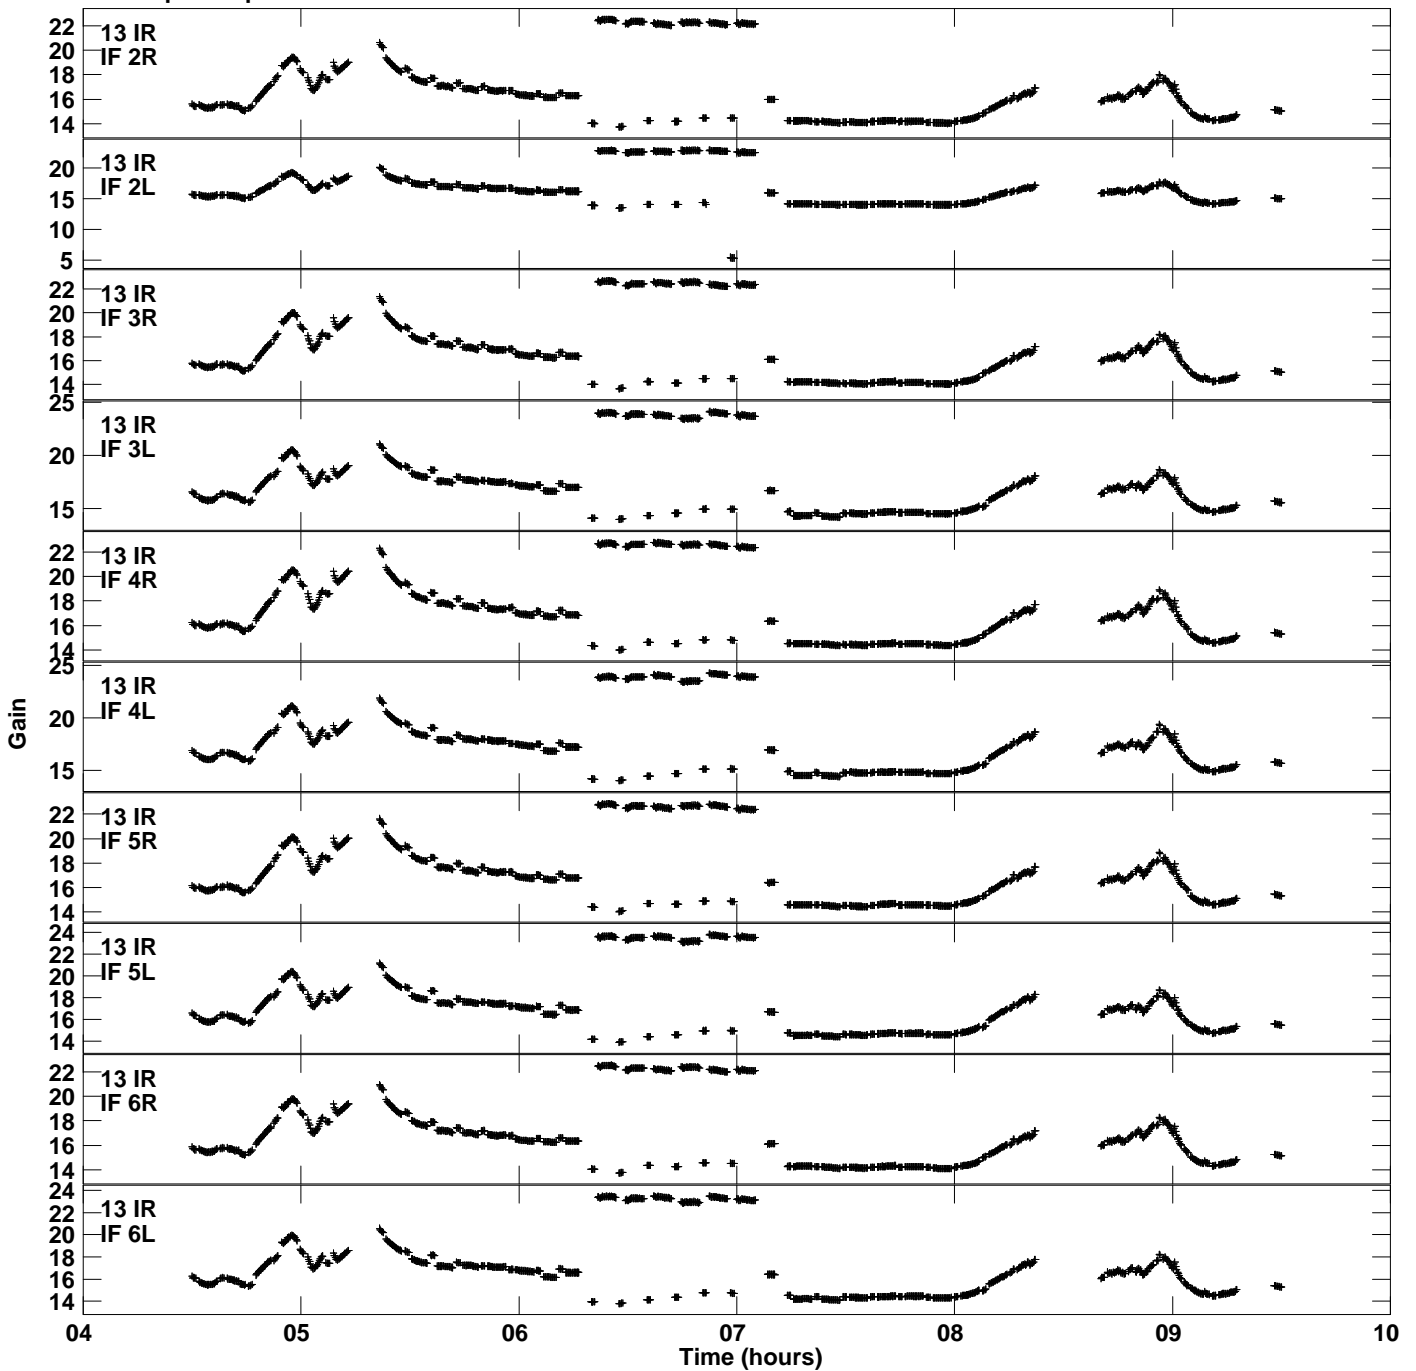 22 20 18 16 14
13 IR
IF 2R
20 15 10 5
13 IR
IF 2L
22 20 18 16 14
13 IR
IF 3R
25 20 15
13 IR
IF 3L
22 20 18 16 14
13 IR
IF 4R
25 20 15
13 IR
IF 4L
22 20 18 16 14
13 IR
IF 5R
24 22 20 18 16 14
13 IR
IF 5L
22 20 18 16 14
13 IR
IF 6R
24 22 20 18 16 14
13 IR
IF 6L
Gain
04 05 06 07 08 09 10
Time (hours)